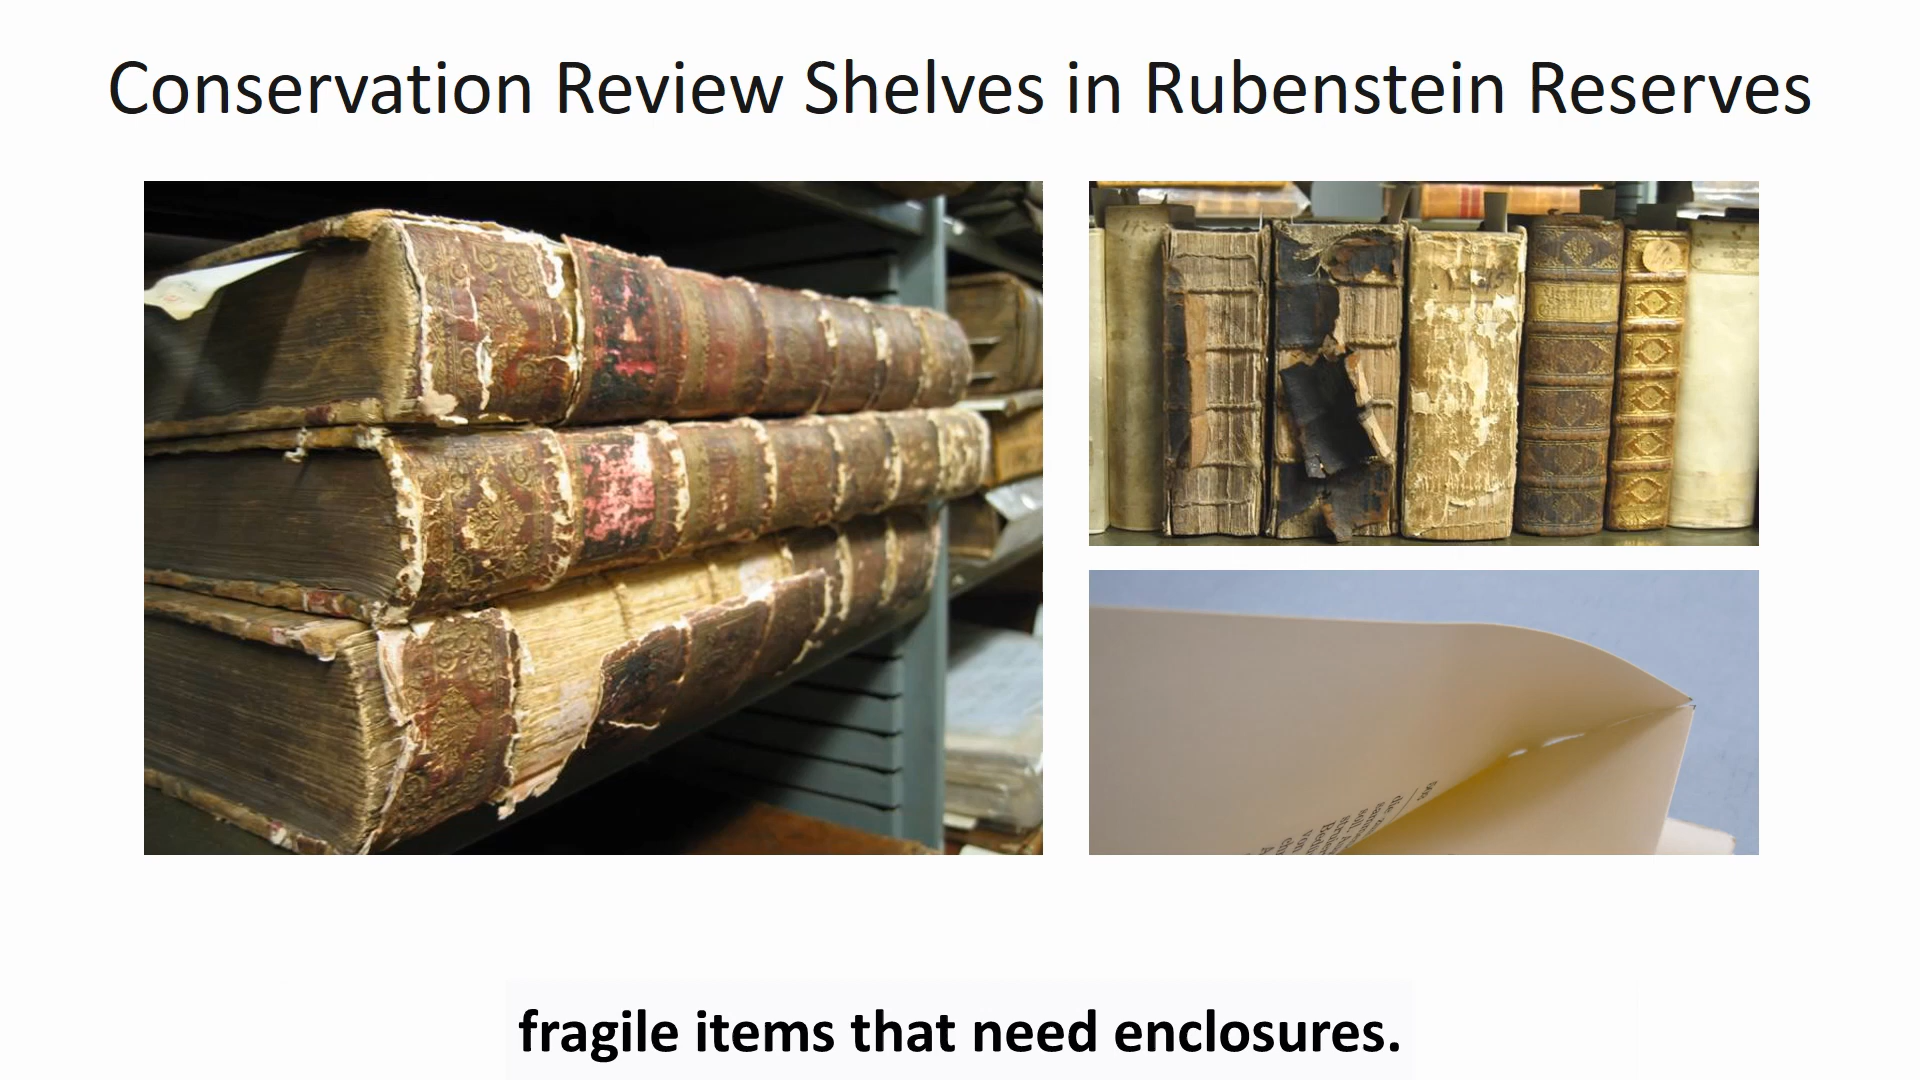 Conservation Review Shelves in Rubenstein Reserves
fragile items that need enclosures.